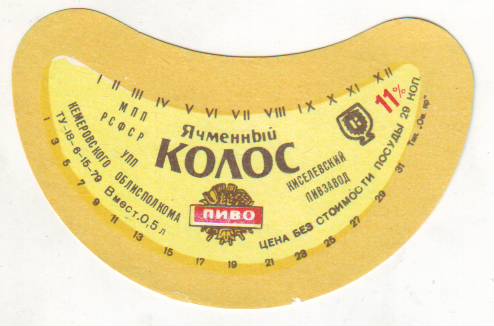 I II III IV V VI VII VIII IX X XI XII
МПП
РСФСР
УПП
КЕМЕРОВСКОГО ОБЛИСПОЛКОМА
ТУ-18-6-15-79 Вмест. 0,5 л
Ячменный
КОЛОС
ПИВО
КИСЕЛЕВСКИЙ
ПИВЗАВОД
11%
ЦЕНА БЕЗ СТОИМОСТИ ПОСУДЫ 29 КОП
1 3 5 7 9 11 13 15 17 19 21 23 25 27 29 31